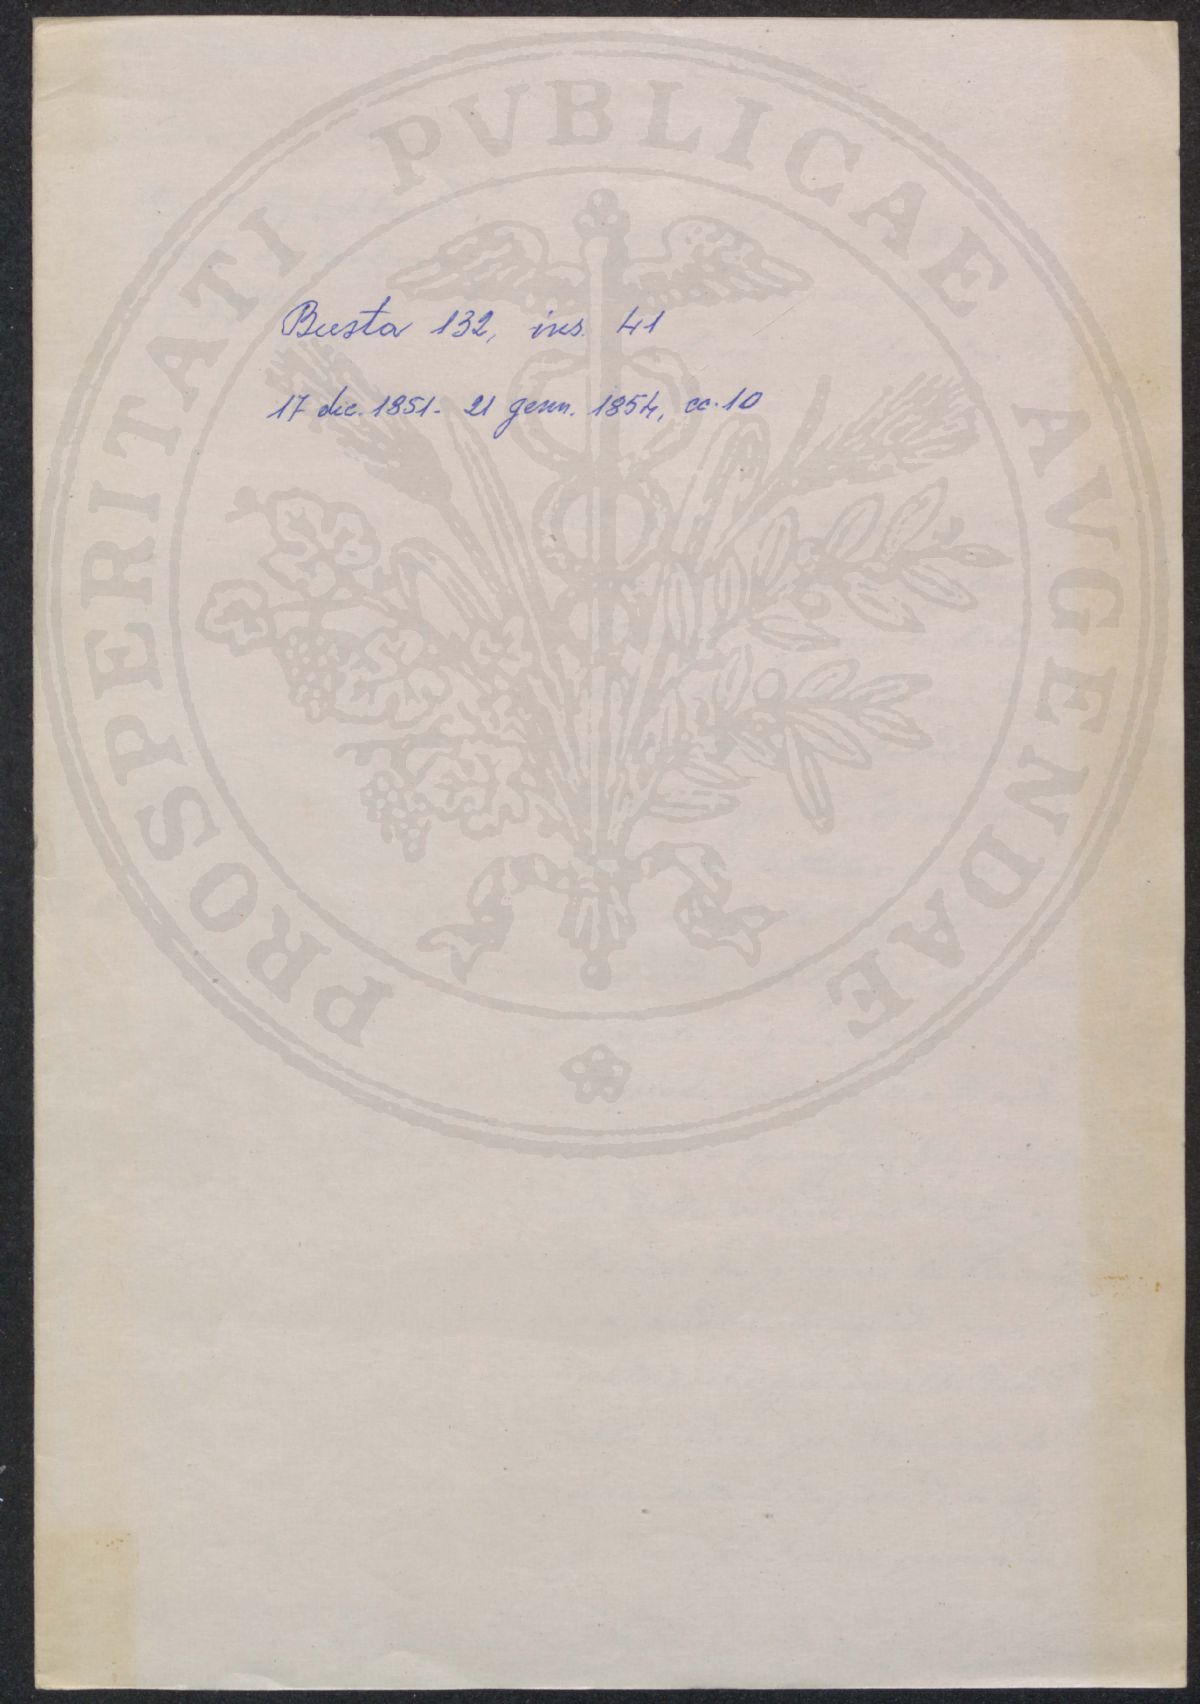 Busta 132, ins. 41
17 dic. 1851 - 21 genn. 1854, cc. 10
PROSPERITATI PVBLICAE AVGENDAE